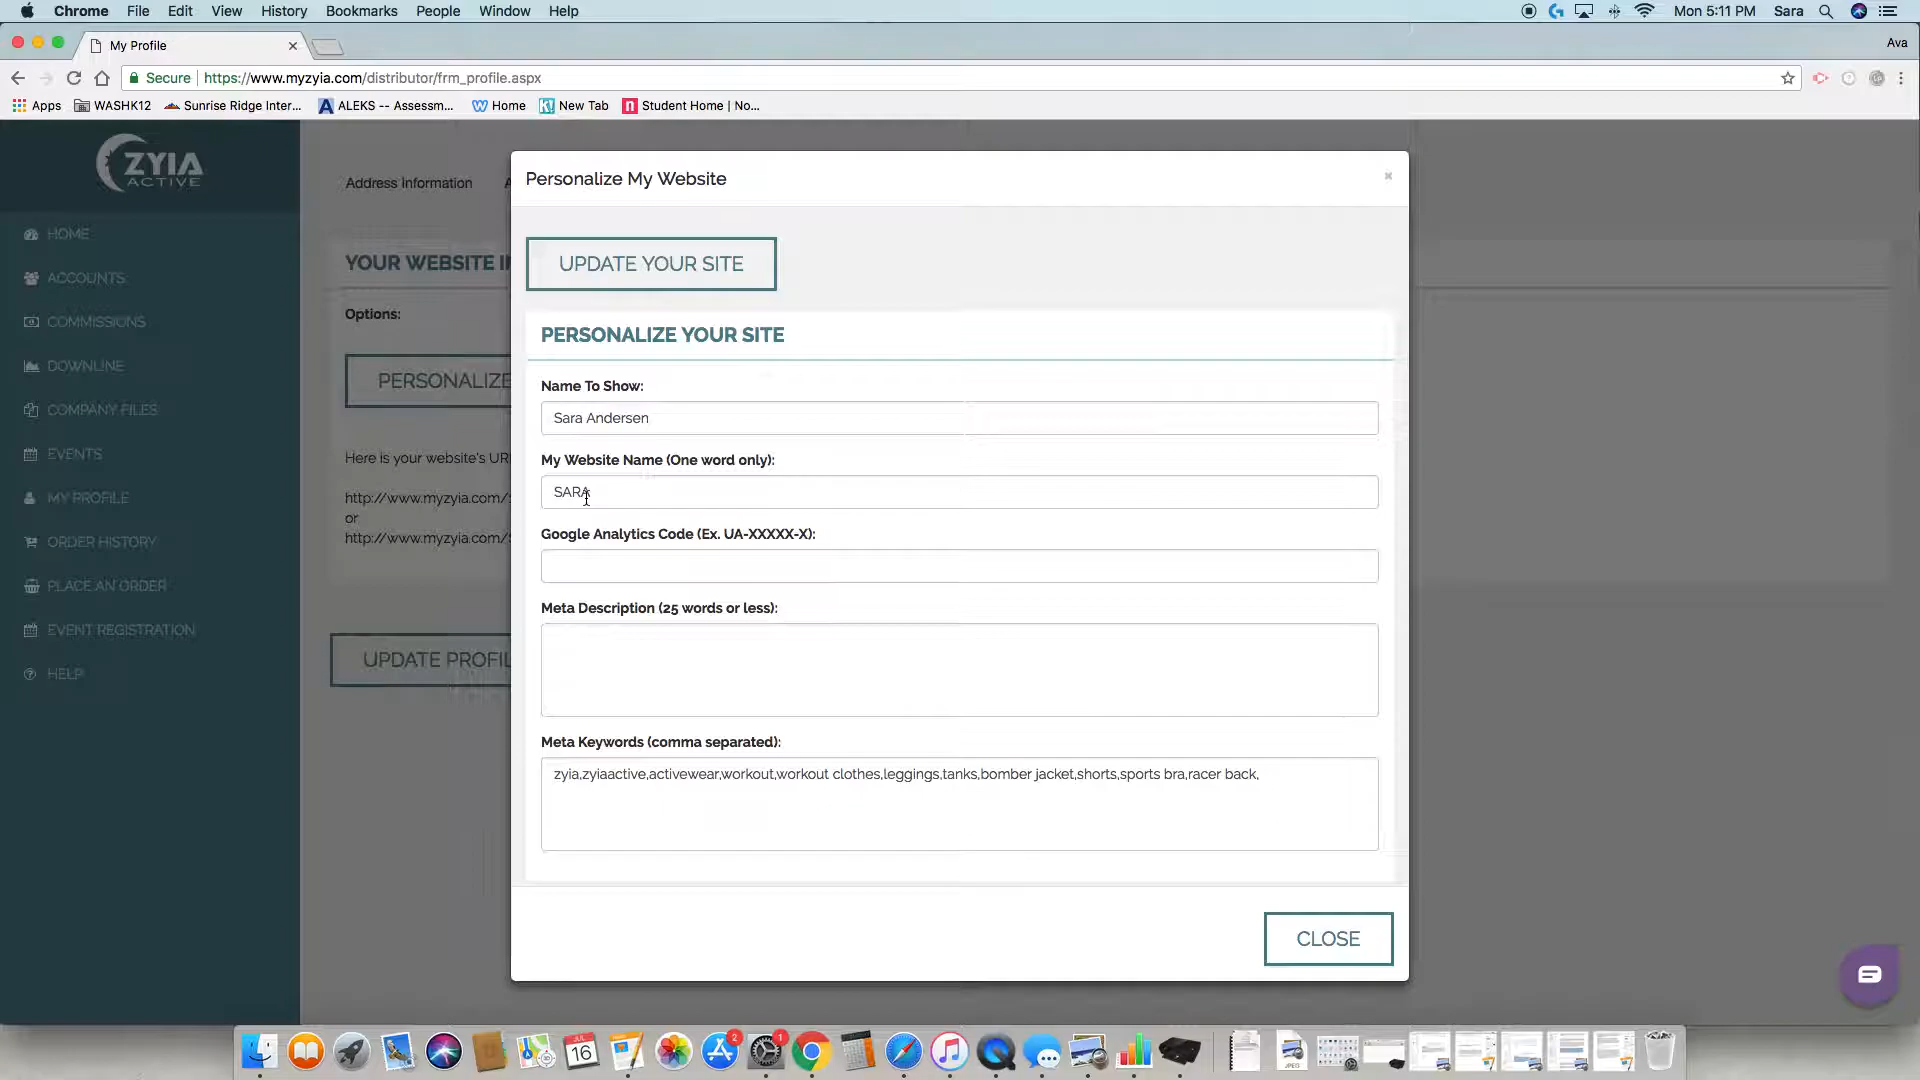 Chrome File Edit View History Bookmarks People Window Help Mon 5:11 PM Sara
My Profile Ava
Secure https://www.myzyia.com/distributor/frm_profile.aspx
Apps WASHK12 Sunrise Ridge Inter... ALEKS -- Assessm... Home New Tab Student Home | No...
ZYIA
ACTIVE
HOME
ACCOUNTS
COMMISSIONS
DOWNLINE
COMPANY FILES
EVENTS
MY PROFILE
ORDER HISTORY
PLACE AN ORDER
EVENT REGISTRATION
HELP
Address Information
YOUR WEBSITE
Options:
PERSONALIZE
Here is your website's UR
http://www.myzyia.com/
or
http://www.myzyia.com/
UPDATE PROFIL
Personalize My Website
UPDATE YOUR SITE
PERSONALIZE YOUR SITE
Name To Show:
Sara Andersen
My Website Name (One word only):
SARA
Google Analytics Code (Ex. UA-XXXXX-X):
Meta Description (25 words or less):
Meta Keywords (comma separated):
zyia,zyiaactive,activewear,workout,workout clothes,leggings,tanks,bomber jacket,shorts,sports bra,racer back,
CLOSE
JUL
16
2
1
JPEG